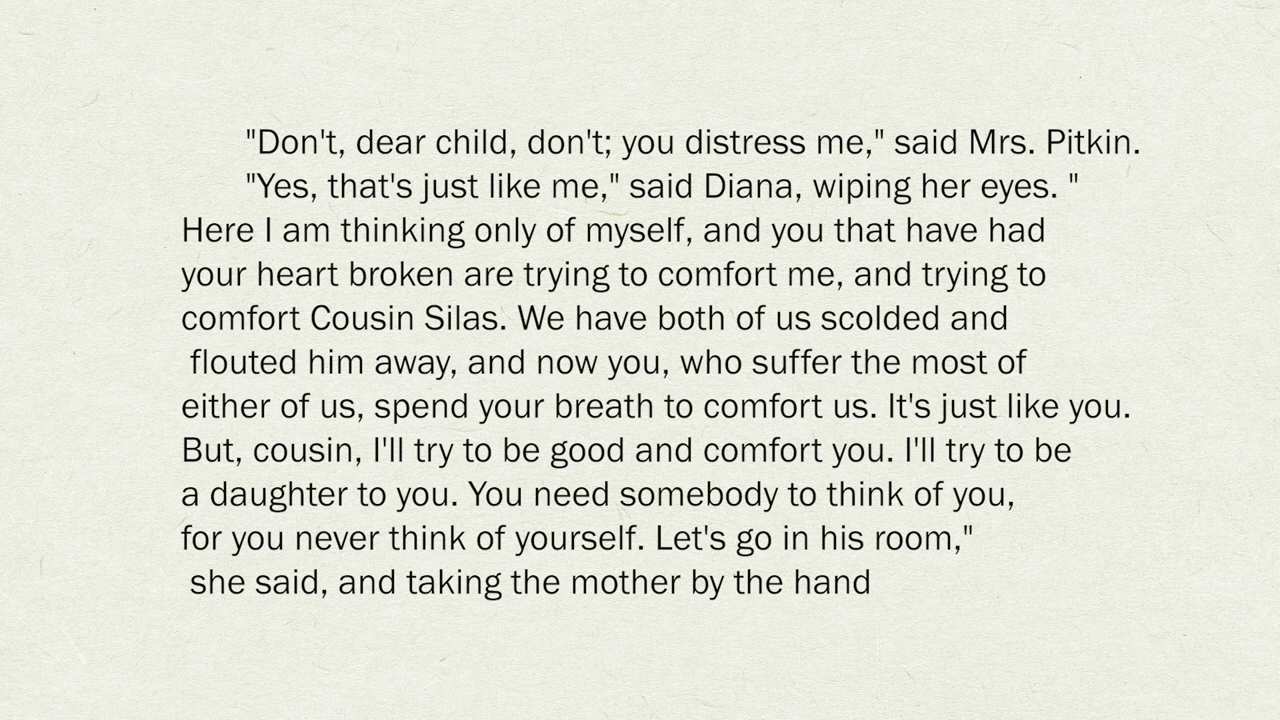 "Don't, dear child, don't; you distress me," said Mrs. Pitkin.
"Yes, that's just like me," said Diana, wiping her eyes. "
Here I am thinking only of myself, and you that have had
your heart broken are trying to comfort me, and trying to
comfort Cousin Silas. We have both of us scolded and
flouted him away, and now you, who suffer the most of
either of us, spend your breath to comfort us. It's just like you.
But, cousin, I'll try to be good and comfort you. I'll try to be
a daughter to you. You need somebody to think of you,
for you never think of yourself. Let's go in his room,"
she said, and taking the mother by the hand